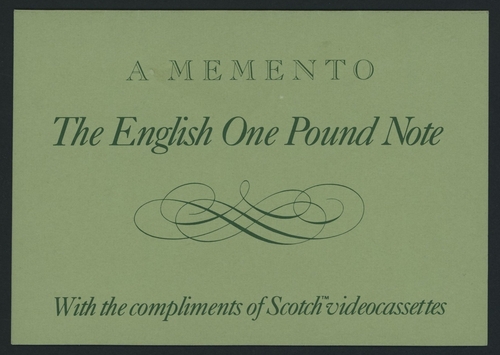 A MEMENTO
The English One Pound Note
With the compliments of Scotch™ videocassettes